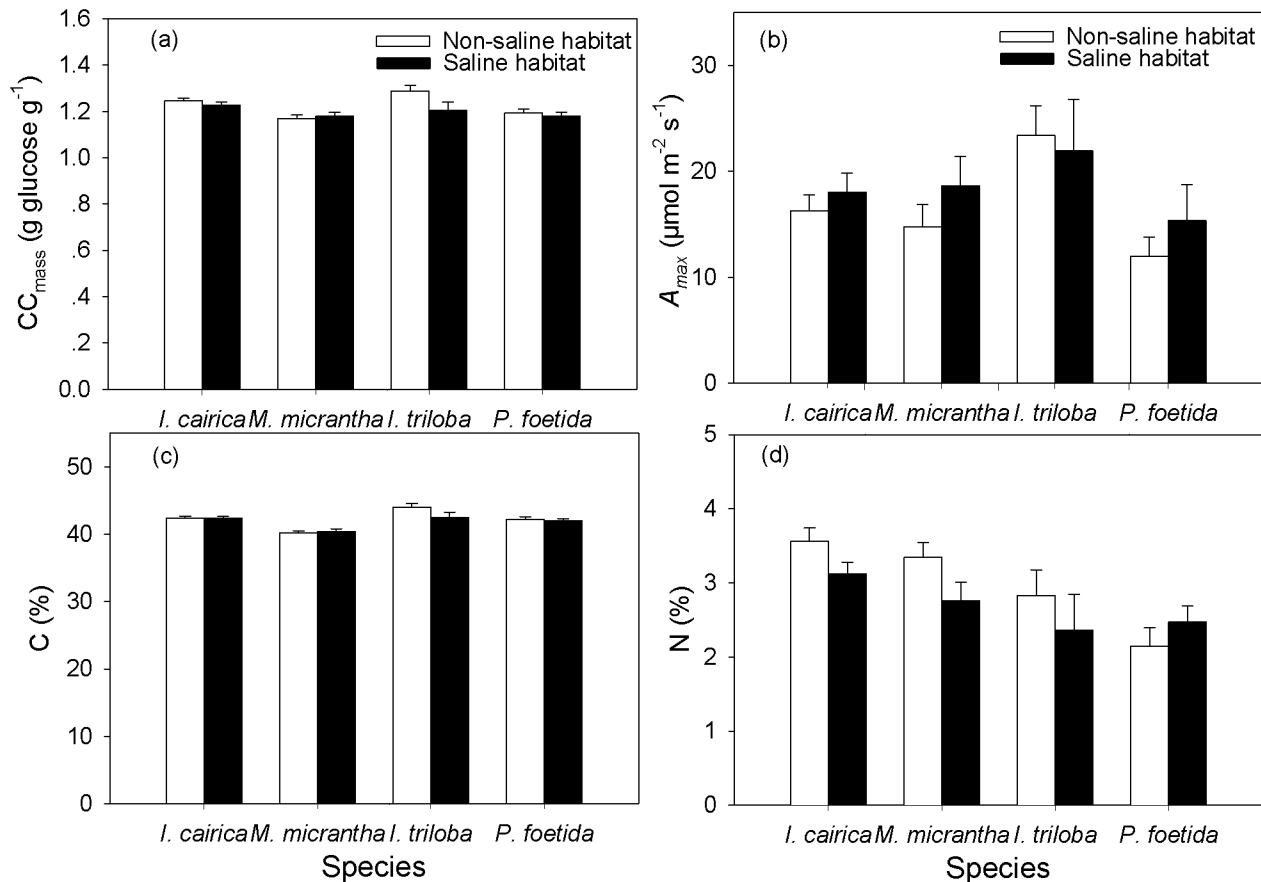 (a)
Non-saline habitat
Saline habitat
CCmass (g glucose g-1)
1.6
1.4
1.2
1.0
.8
.6
.4
.2
0.0
I. cairica M. micrantha I. triloba P. foetida
(b)
Non-saline habitat
Saline habitat
Amax (µmol m-2 s-1)
30
20
10
0
I. cairica M. micrantha I. triloba P. foetida
(c)
C (%)
50
40
30
20
10
0
I. cairica M. micrantha I. triloba P. foetida
Species
(d)
N (%)
5
4
3
2
1
0
I. cairica M. micrantha I. triloba P. foetida
Species